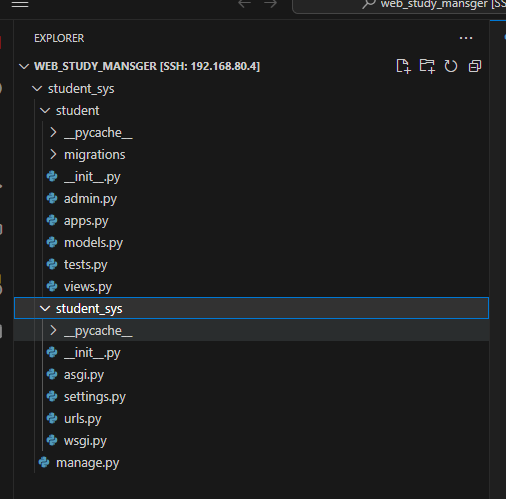 web_study_mansger [SS
EXPLORER
WEB_STUDY_MANSGER [SSH: 192.168.80.4]
student_sys
student
__pycache__
migrations
__init__.py
admin.py
apps.py
models.py
tests.py
views.py
student_sys
__pycache__
__init__.py
asgi.py
settings.py
urls.py
wsgi.py
manage.py